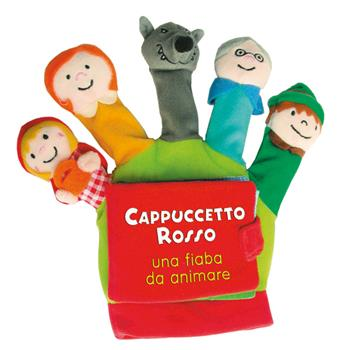 CAPPUCCETTO
ROSSO
una fiaba
da animare